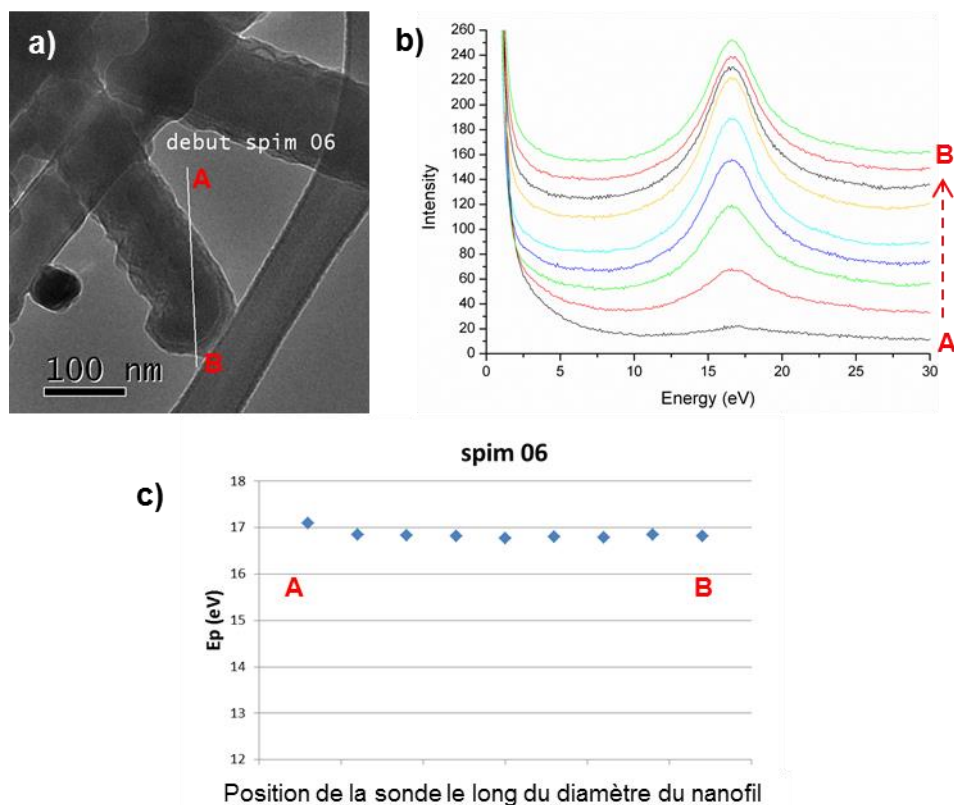 a)
debut spim 06
A
B
100 nm
b)
Intensity
260
240
220
200
180
160
140
120
100
80
60
40
20
0
0
5
10
15
20
25
30
Energy (eV)
B
A
c)
spim 06
Ep (eV)
18
17
16
15
14
13
12
A
B
Position de la sonde le long du diamètre du nanofil